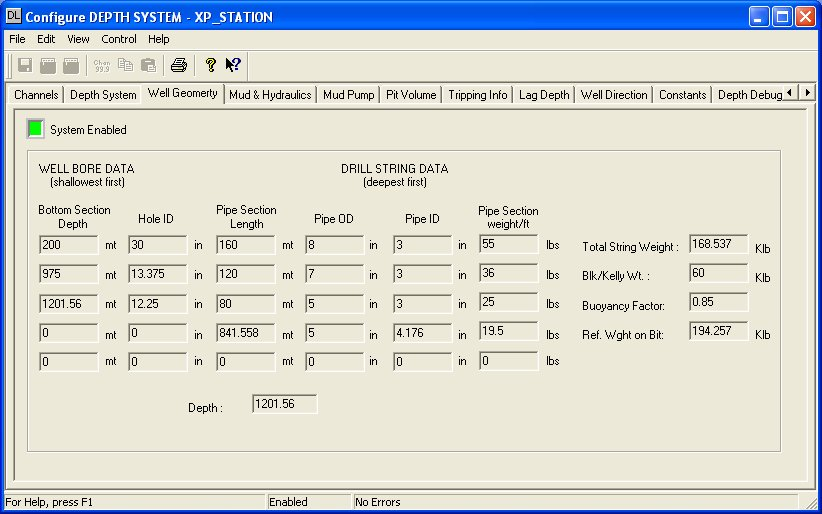 DL Configure DEPTH SYSTEM - XP_STATION
File Edit View Control Help
Chan 99.9
Channels Depth System Well Geomerty Mud & Hydraulics Mud Pump Pit Volume Tripping Info Lag Depth Well Direction Constants Depth Debug
System Enabled
WELL BORE DATA DRILL STRING DATA
(shallowest first) (deepest first)
Bottom Section Depth Hole ID Pipe Section Length Pipe OD Pipe ID Pipe Section weight/ft
200 mt 30 in 160 mt 8 in 3 in 55 lbs Total String Weight : 168.537 Klb
975 mt 13.375 in 120 mt 7 in 3 in 36 lbs Blk/Kelly Wt. : 60 Klb
1201.56 mt 12.25 in 80 mt 5 in 3 in 25 lbs Buoyancy Factor: 0.85
0 mt 0 in 841.558 mt 5 in 4.176 in 19.5 lbs Ref. Wght on Bit: 194.257 Klb
0 mt 0 in 0 mt 0 in 0 in 0 lbs
Depth : 1201.56
For Help, press F1 Enabled No Errors